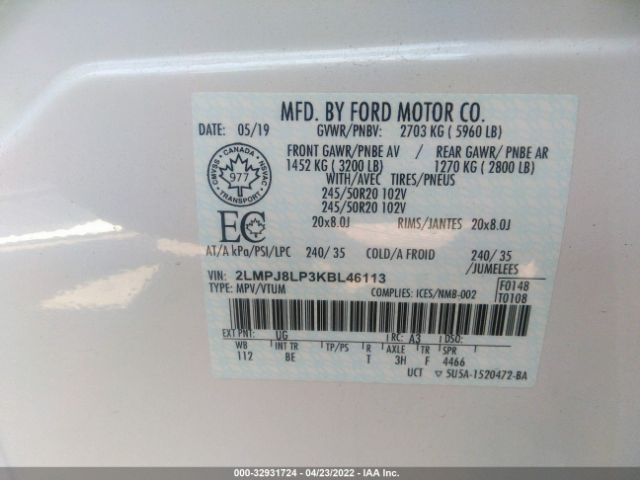 MFD. BY FORD MOTOR CO.
DATE: 05/19 GVWR/PNBV: 2703 KG ( 5960 LB)
FRONT GAWR/PNBE AV / REAR GAWR/ PNBE AR
1452 KG ( 3200 LB) 1270 KG ( 2800 LB)
WITH/AVEC TIRES/PNEUS
245/50R20 102V
245/50R20 102V
20x8.0J RIMS/JANTES 20x8.0J
CANADA
977
TRANSPORT
EC
AT/A kPa/PSI/LPC 240/ 35 COLD/A FROID 240/ 35
/JUMELEES
VIN: 2LMPJ8LP3KBL46113
TYPE: MPV/VTUM COMPLIES: ICES/NMB-002
F0148
T0108
EXT PNT: UG RC: A3 DSO:
WB INT TR TP/PS R AXLE TR SPR
112 BE T 3H F 4466
UCT 5U5A-1520472-BA
000-32931724 - 04/23/2022 - IAA Inc.